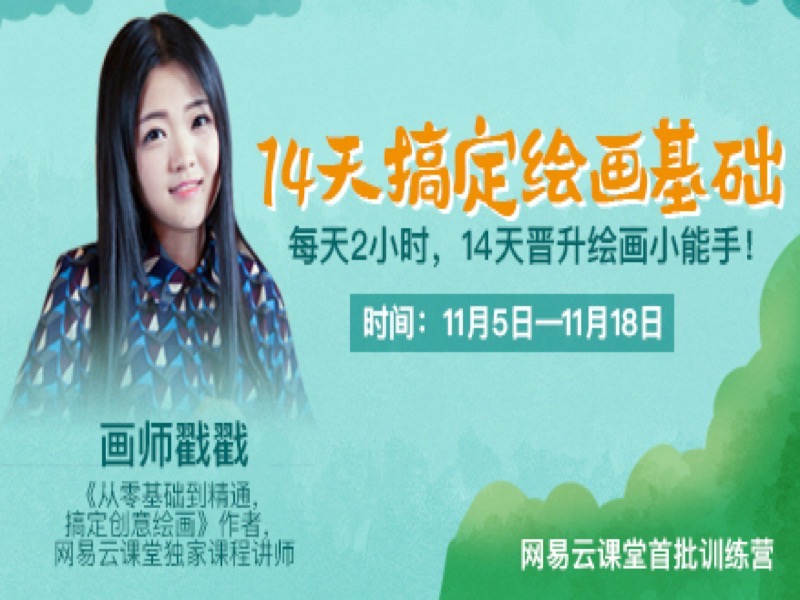 14天搞定绘画基础
每天2小时，14天晋升绘画小能手！
时间：11月5日—11月18日
画师戳戳
《从零基础到精通，
搞定创意绘画》作者，
网易云课堂独家课程讲师
网易云课堂首批训练营